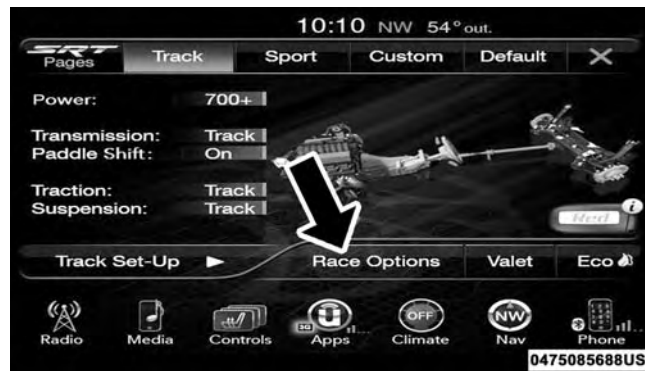 10:10 NW 54° out.
SRT Pages Track Sport Custom Default X
Power: 700+
Transmission: Track
Paddle Shift: On
Traction: Track
Suspension: Track
Red i
Track Set-Up Race Options Valet Eco
OFF NW
3G
Radio Media Controls Apps Climate Nav Phone
0475085688US